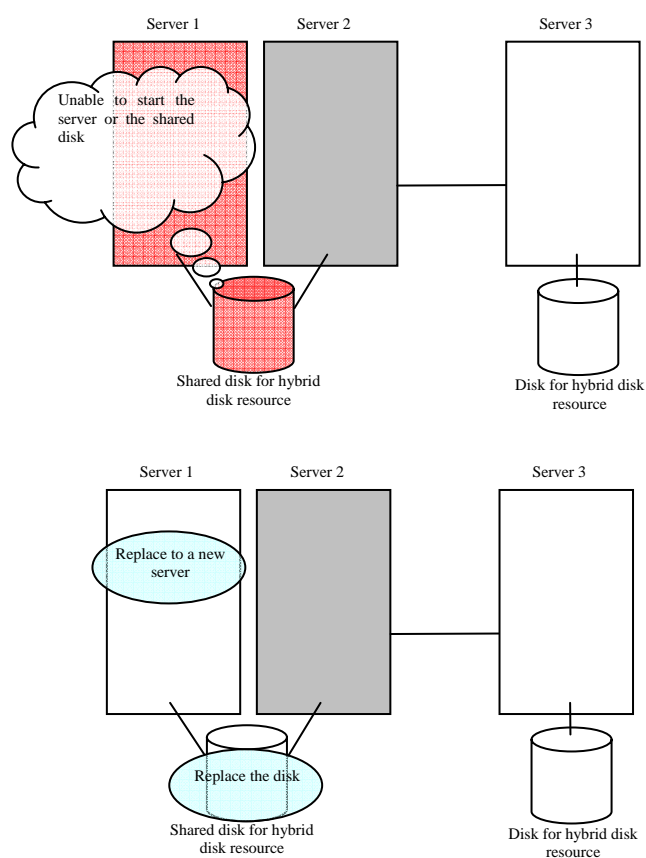 Server 1
Server 2
Server 3
Unable to start the
server or the shared
disk
Shared disk for hybrid
disk resource
Disk for hybrid disk
resource
Server 1
Server 2
Server 3
Replace to a new
server
Replace the disk
Shared disk for hybrid
disk resource
Disk for hybrid disk
resource